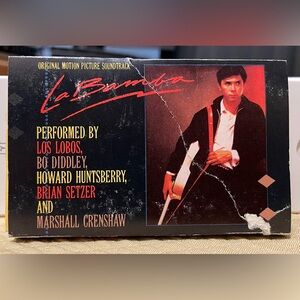 ORIGINAL MOTION PICTURE SOUNDTRACK
La Bamba
PERFORMED BY
LOS LOBOS,
BO DIDDLEY,
HOWARD HUNTSBERRY,
BRIAN SETZER
AND
MARSHALL CRENSHAW